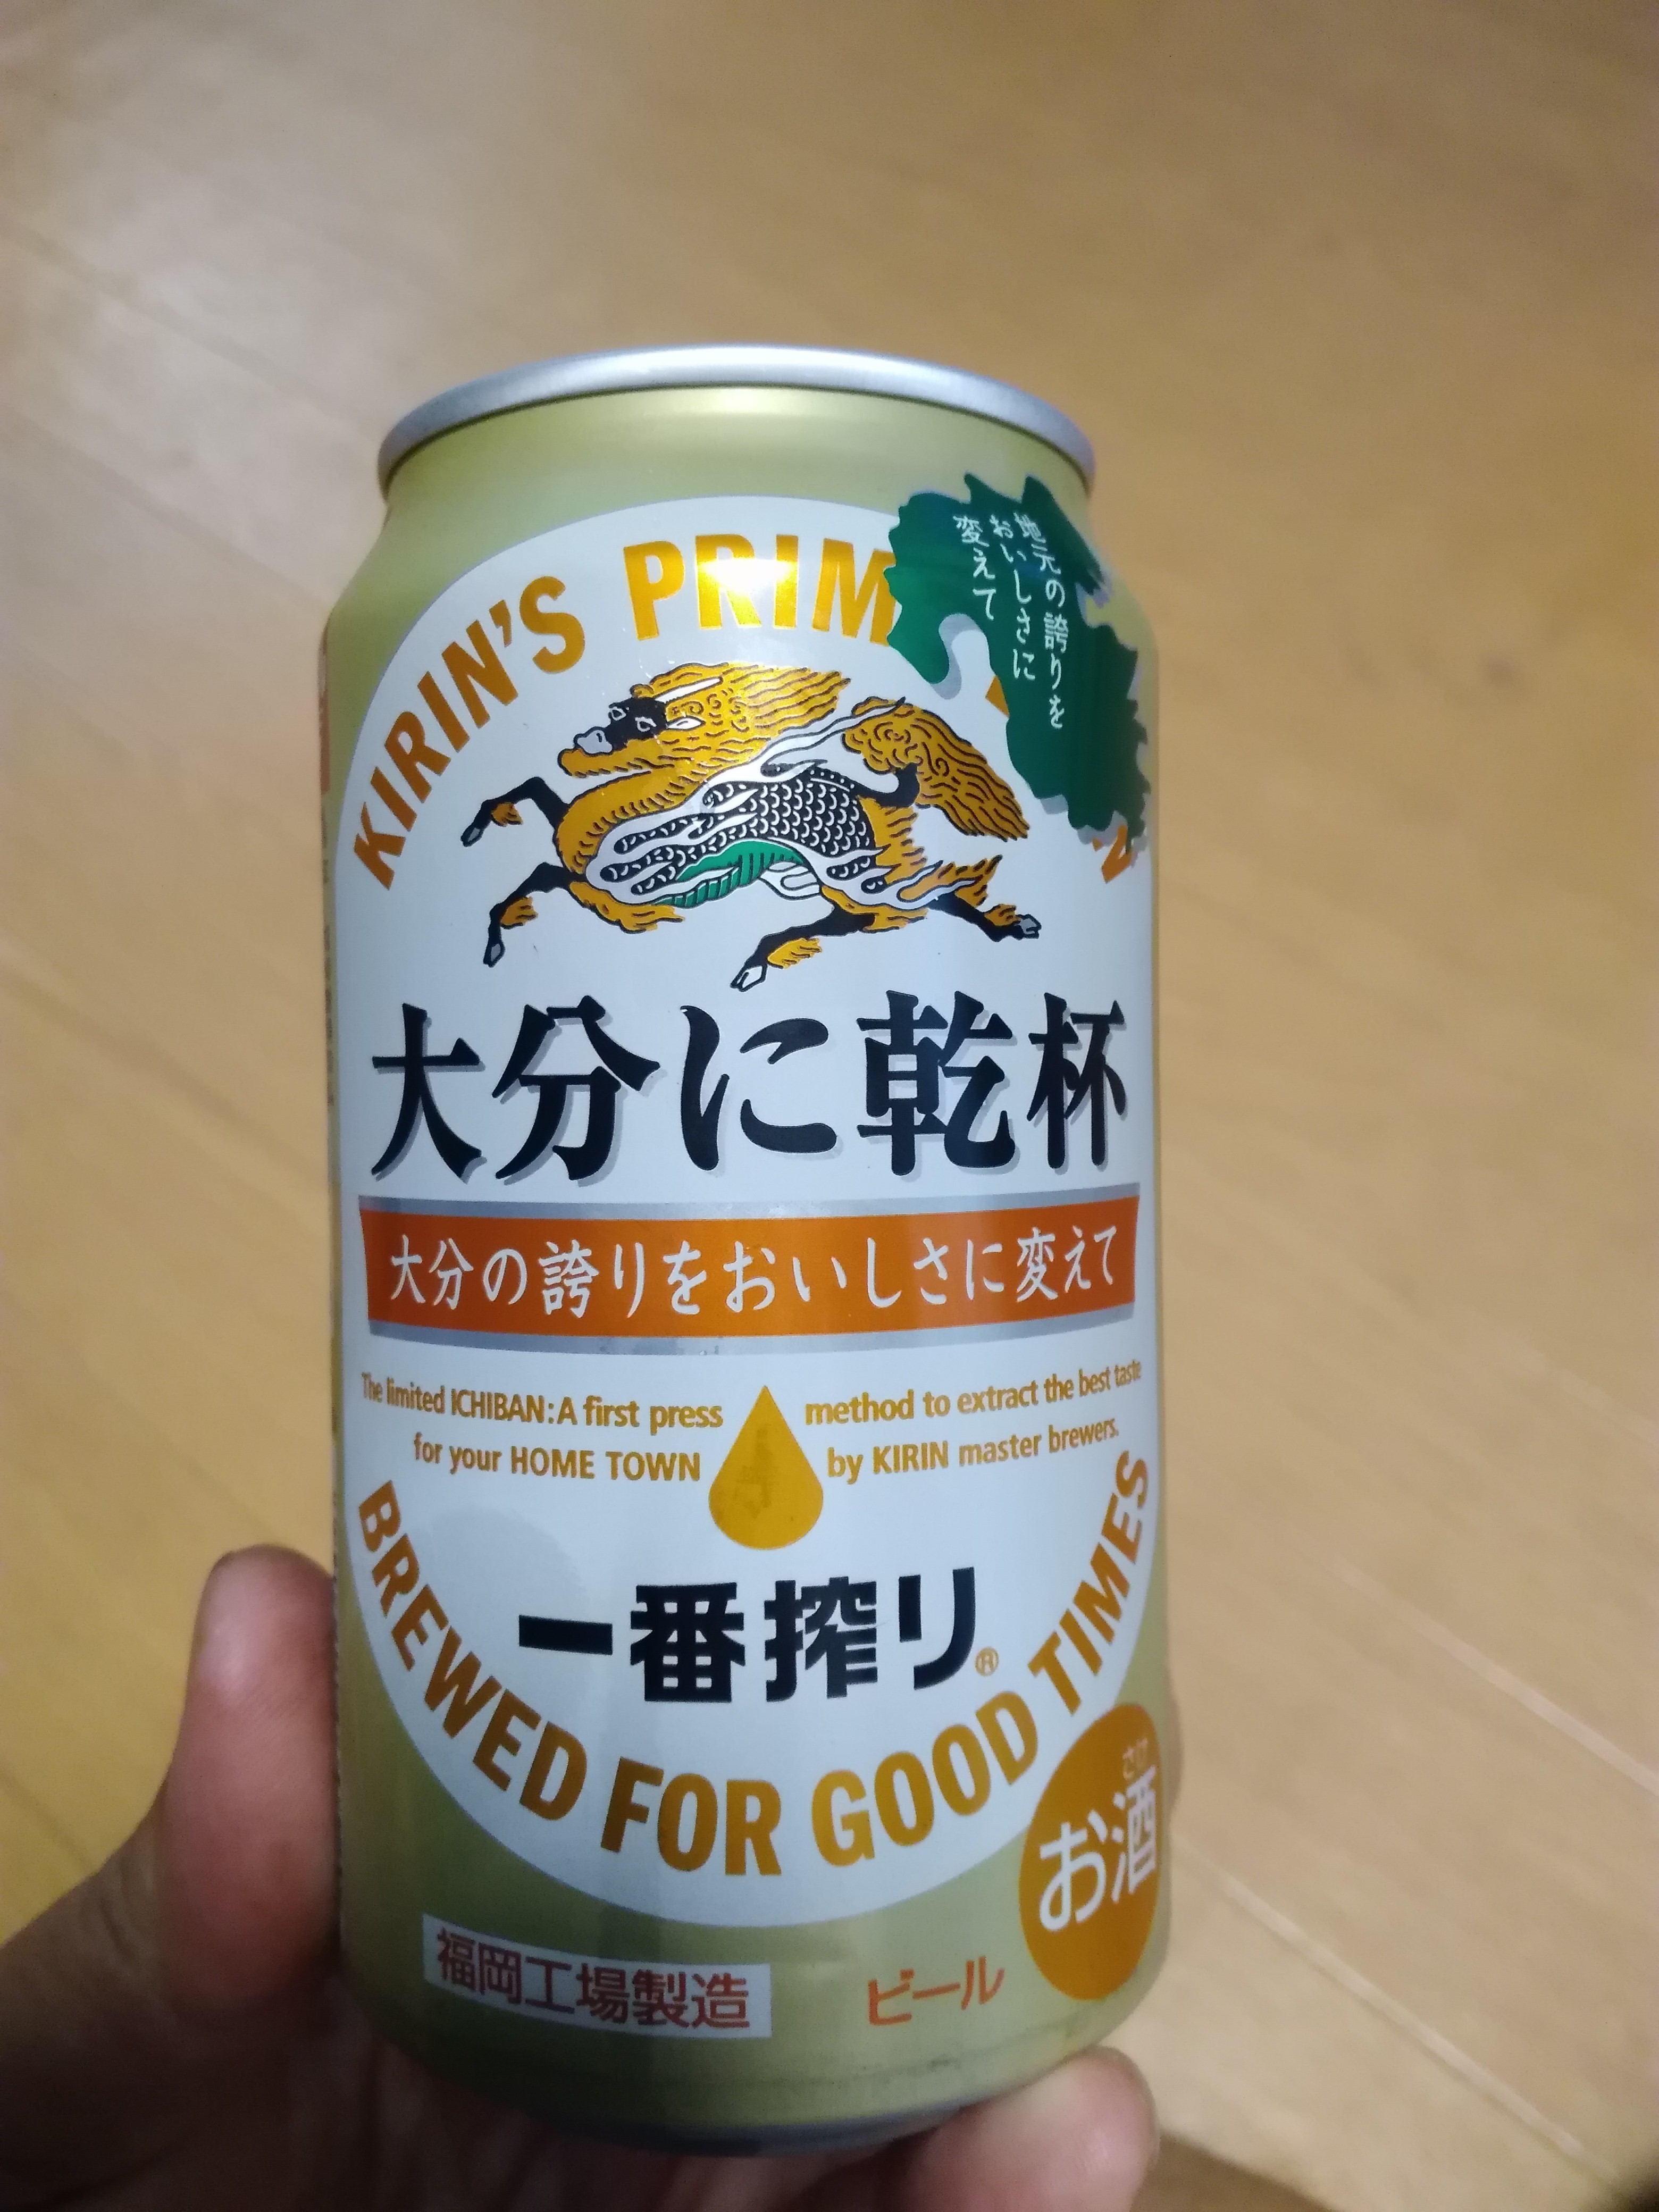 KIRIN'S PRIM
地元の誇りを
おいしさに
変えて
大分に乾杯
大分の誇りをおいしさに変えて
The limited ICHIBAN: A first press method to extract the best taste
for your HOME TOWN by KIRIN master brewers.
一番搾り®
BREWED FOR GOOD TIMES
さけ
お酒
福岡工場製造
ビール